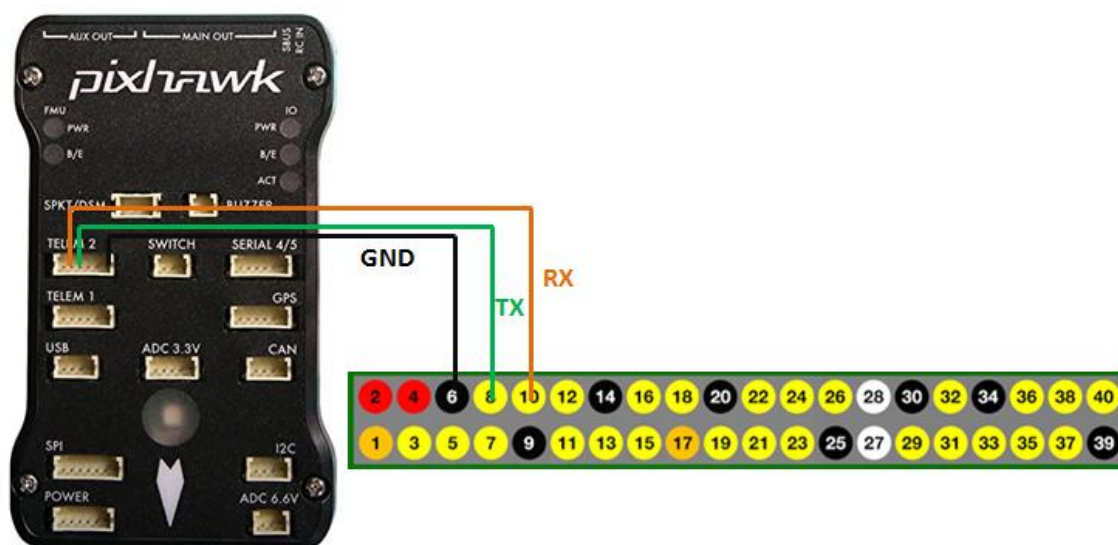 AUX OUT MAIN OUT SBUS RC IN
pixhawk
FMU IO
PWR PWR
B/E B/E
ACT
SPKT/DSM BUZZER
TELEM 2 SWITCH SERIAL 4/5
GND
RX
TX
TELEM 1 GPS
USB ADC 3.3V CAN
2 4 6 8 10 12 14 16 18 20 22 24 26 28 30 32 34 36 38 40
1 3 5 7 9 11 13 15 17 19 21 23 25 27 29 31 33 35 37 39
SPI I2C
POWER ADC 6.6V